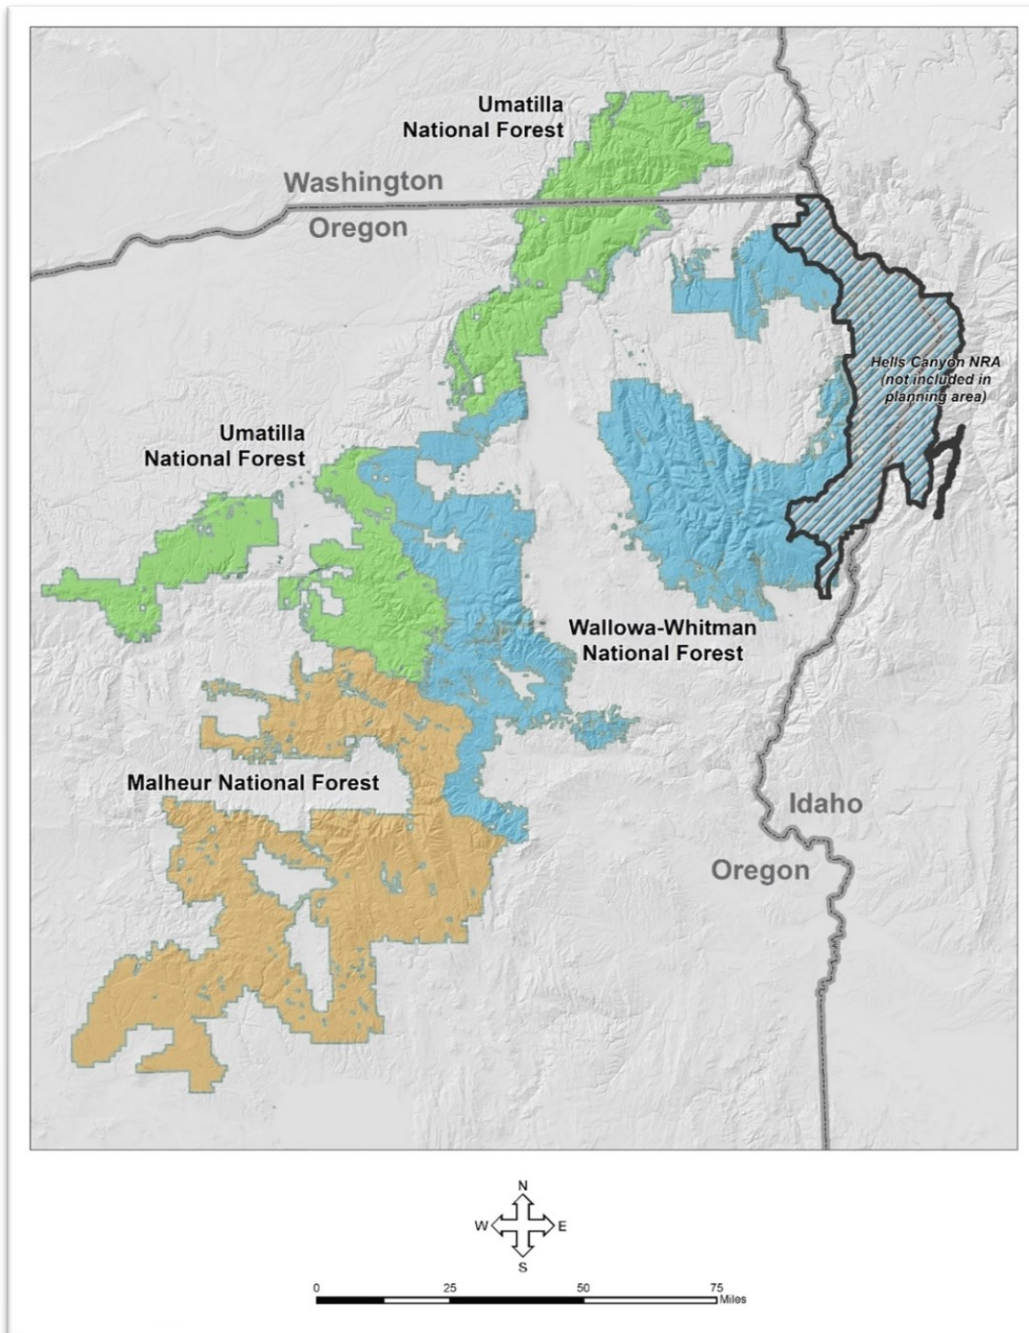 Umatilla
National Forest
Washington
Oregon
Hells Canyon NRA
(not included in
planning area)
Umatilla
National Forest
Wallowa-Whitman
National Forest
Malheur National Forest
Idaho
Oregon
N
W E
S
0 25 50 75
Miles